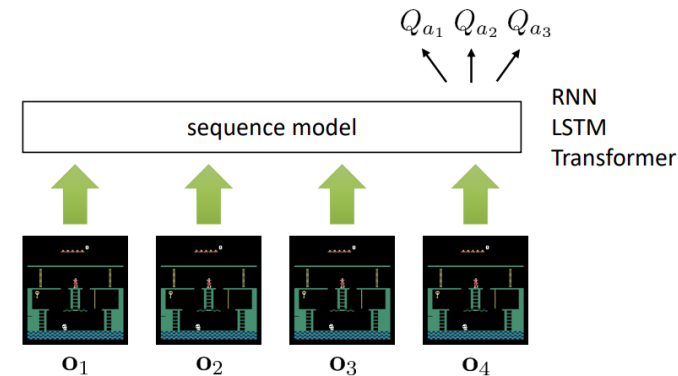 Q_{a_1} Q_{a_2} Q_{a_3}
sequence model
RNN
LSTM
Transformer
o_1 o_2 o_3 o_4